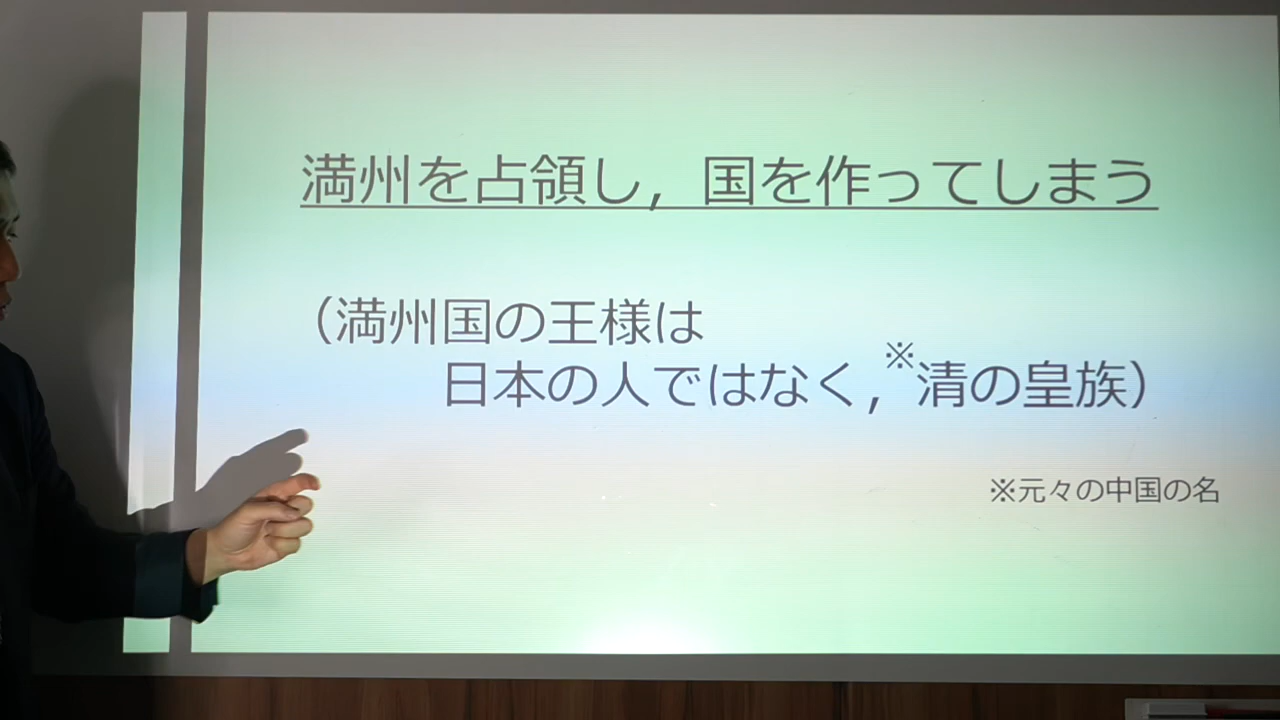 満州を占領し，国を作ってしまう
（満州国の王様は
日本の人ではなく，※清の皇族）
※元々の中国の名